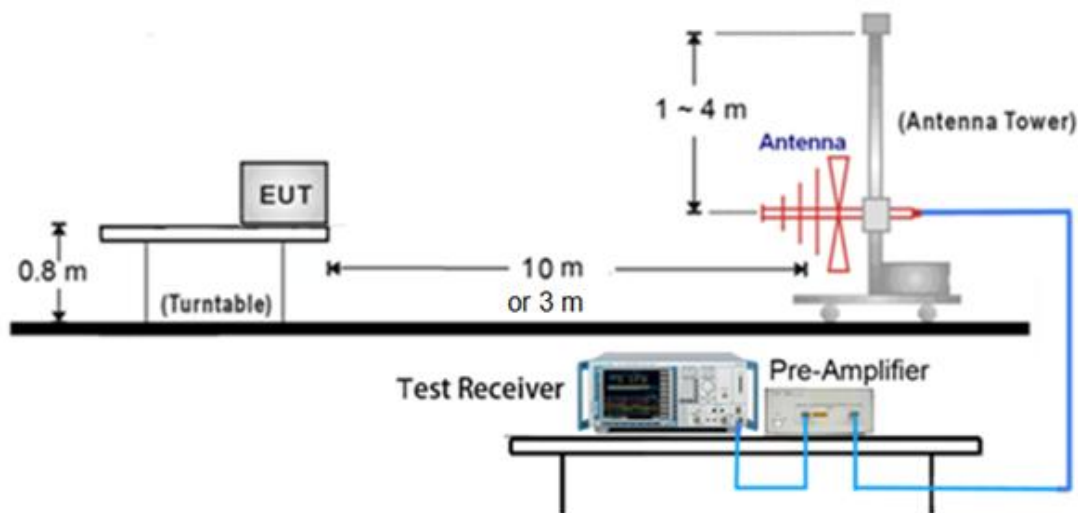 1 ~ 4 m
(Antenna Tower)
Antenna
EUT
0.8 m
(Turntable)
10 m
or 3 m
Test Receiver
Pre-Amplifier